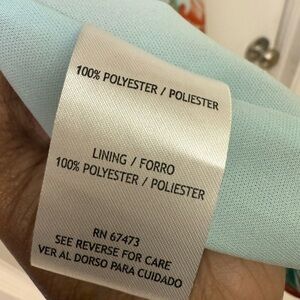 100% POLYESTER / POLIESTER
LINING / FORRO
100% POLYESTER / POLIESTER
RN 67473
SEE REVERSE FOR CARE
VER AL DORSO PARA CUIDADO